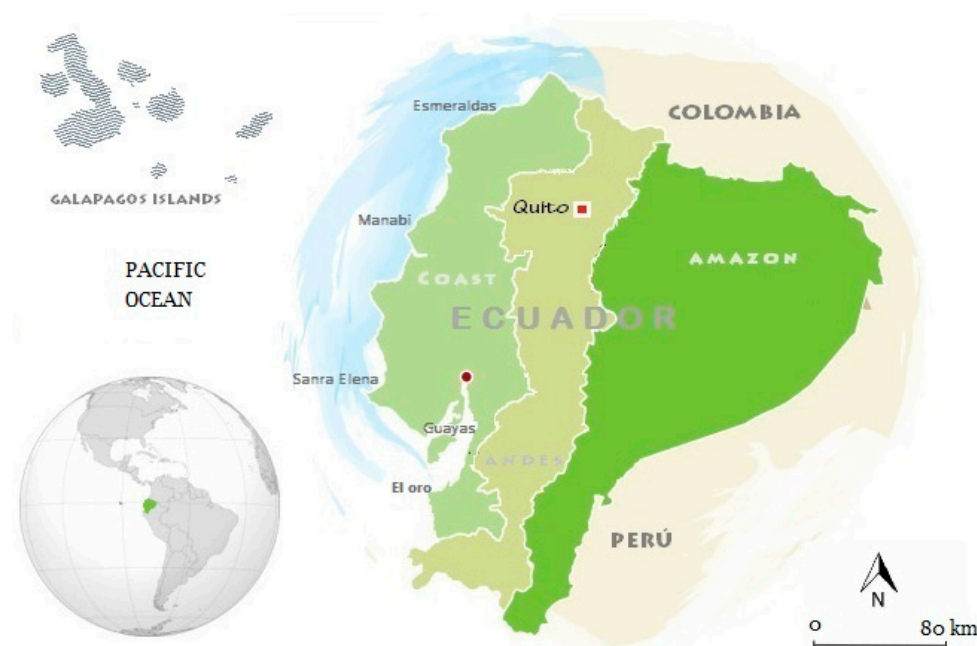 Esmeraldas
COLOMBIA
GALAPAGOS ISLANDS
Quito
Manabi
PACIFIC
OCEAN
COAST
AMAZON
ECUADOR
Sanra Elena
Guayas
ANDES
El oro
PERÚ
N
0 80 km